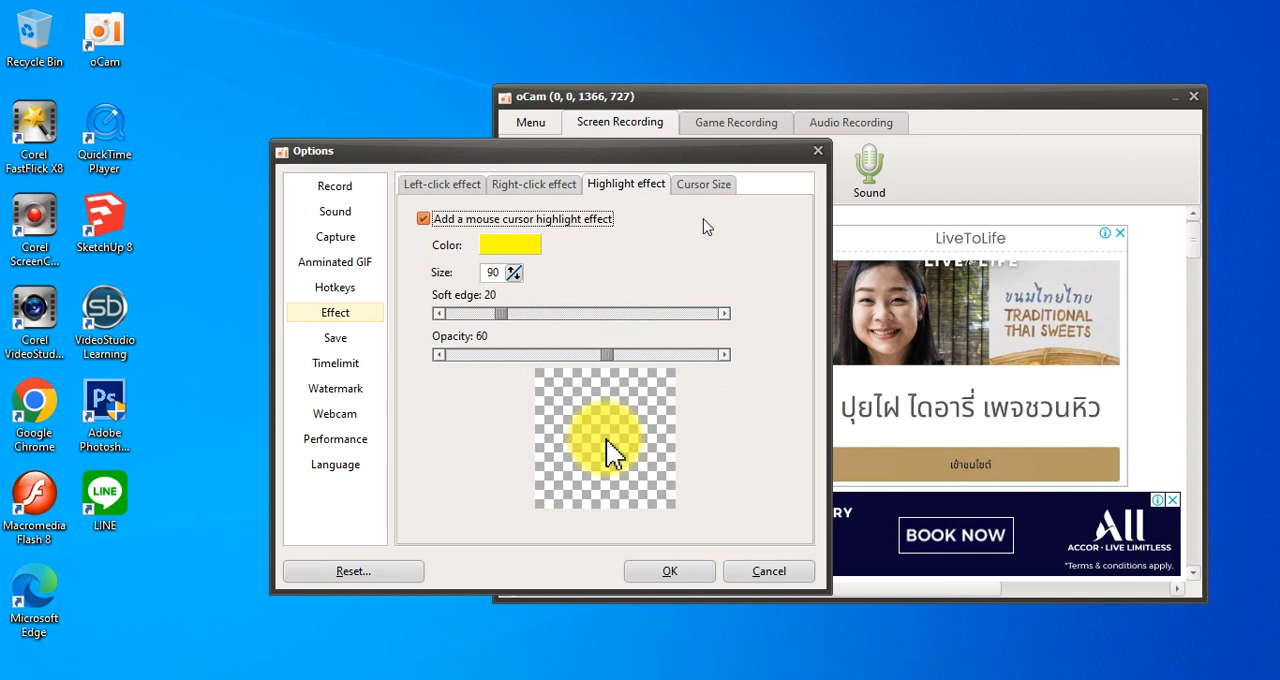 Recycle Bin
oCam
Corel
FastFlick X8
QuickTime
Player
Corel
ScreenC...
SketchUp 8
Corel
VideoStud...
VideoStudio
Learning
Google
Chrome
Adobe
Photosh...
Macromedia
Flash 8
LINE
LINE
Microsoft
Edge
oCam (0, 0, 1366, 727)
Menu
Screen Recording
Game Recording
Audio Recording
Sound
Options
Record
Sound
Capture
Anminated GIF
Hotkeys
Effect
Save
Timelimit
Watermark
Webcam
Performance
Language
Left-click effect
Right-click effect
Highlight effect
Cursor Size
Add a mouse cursor highlight effect
Color:
Size: 90
Soft edge: 20
Opacity: 60
Reset...
OK
Cancel
LiveToLife
ขนมไทยไทย
TRADITIONAL
THAI SWEETS
ปุยไฝ ไดอารี่ เพจชวนหิว
เข้าชมไซต์
RY
BOOK NOW
ALL
ACCOR · LIVE LIMITLESS
*Terms & conditions apply.